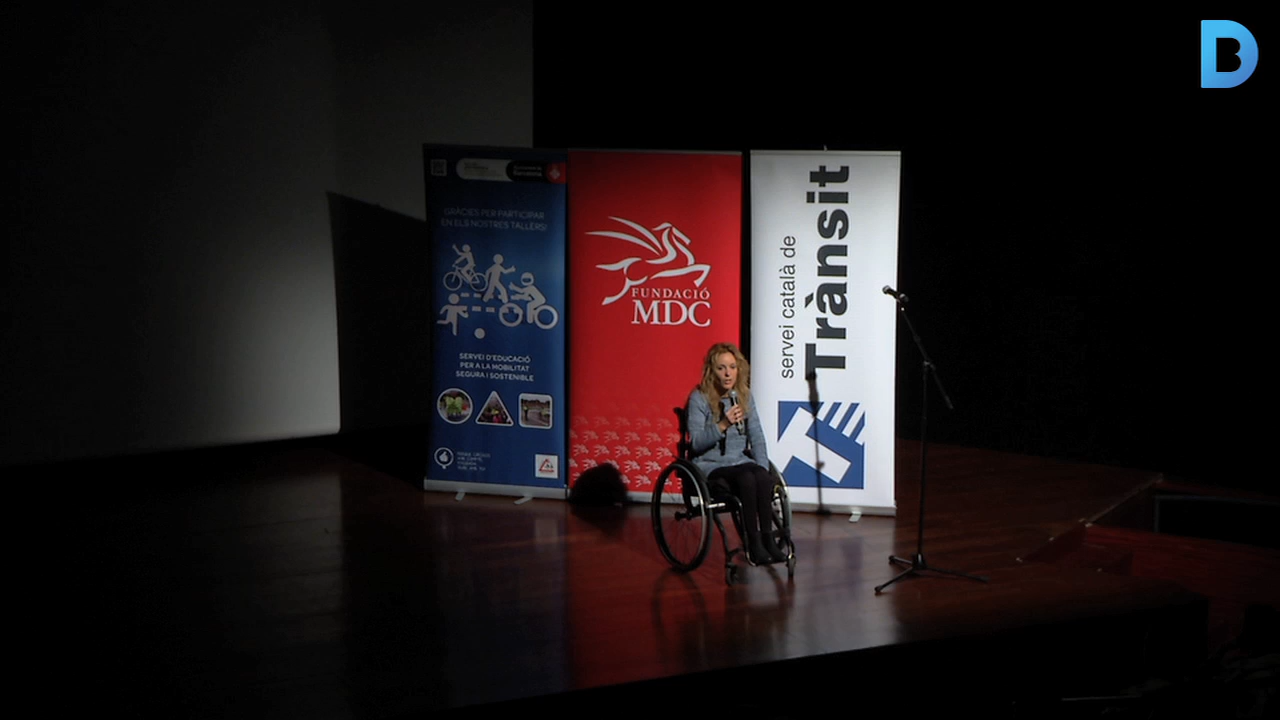 GRÀCIES PER PARTICIPAR
EN ELS NOSTRES TALLERS!
SERVEI D'EDUCACIÓ
PER A LA MOBILITAT
SEGURA I SOSTENIBLE
FUNDACIÓ
MDC
servei català de
Trànsit
DB